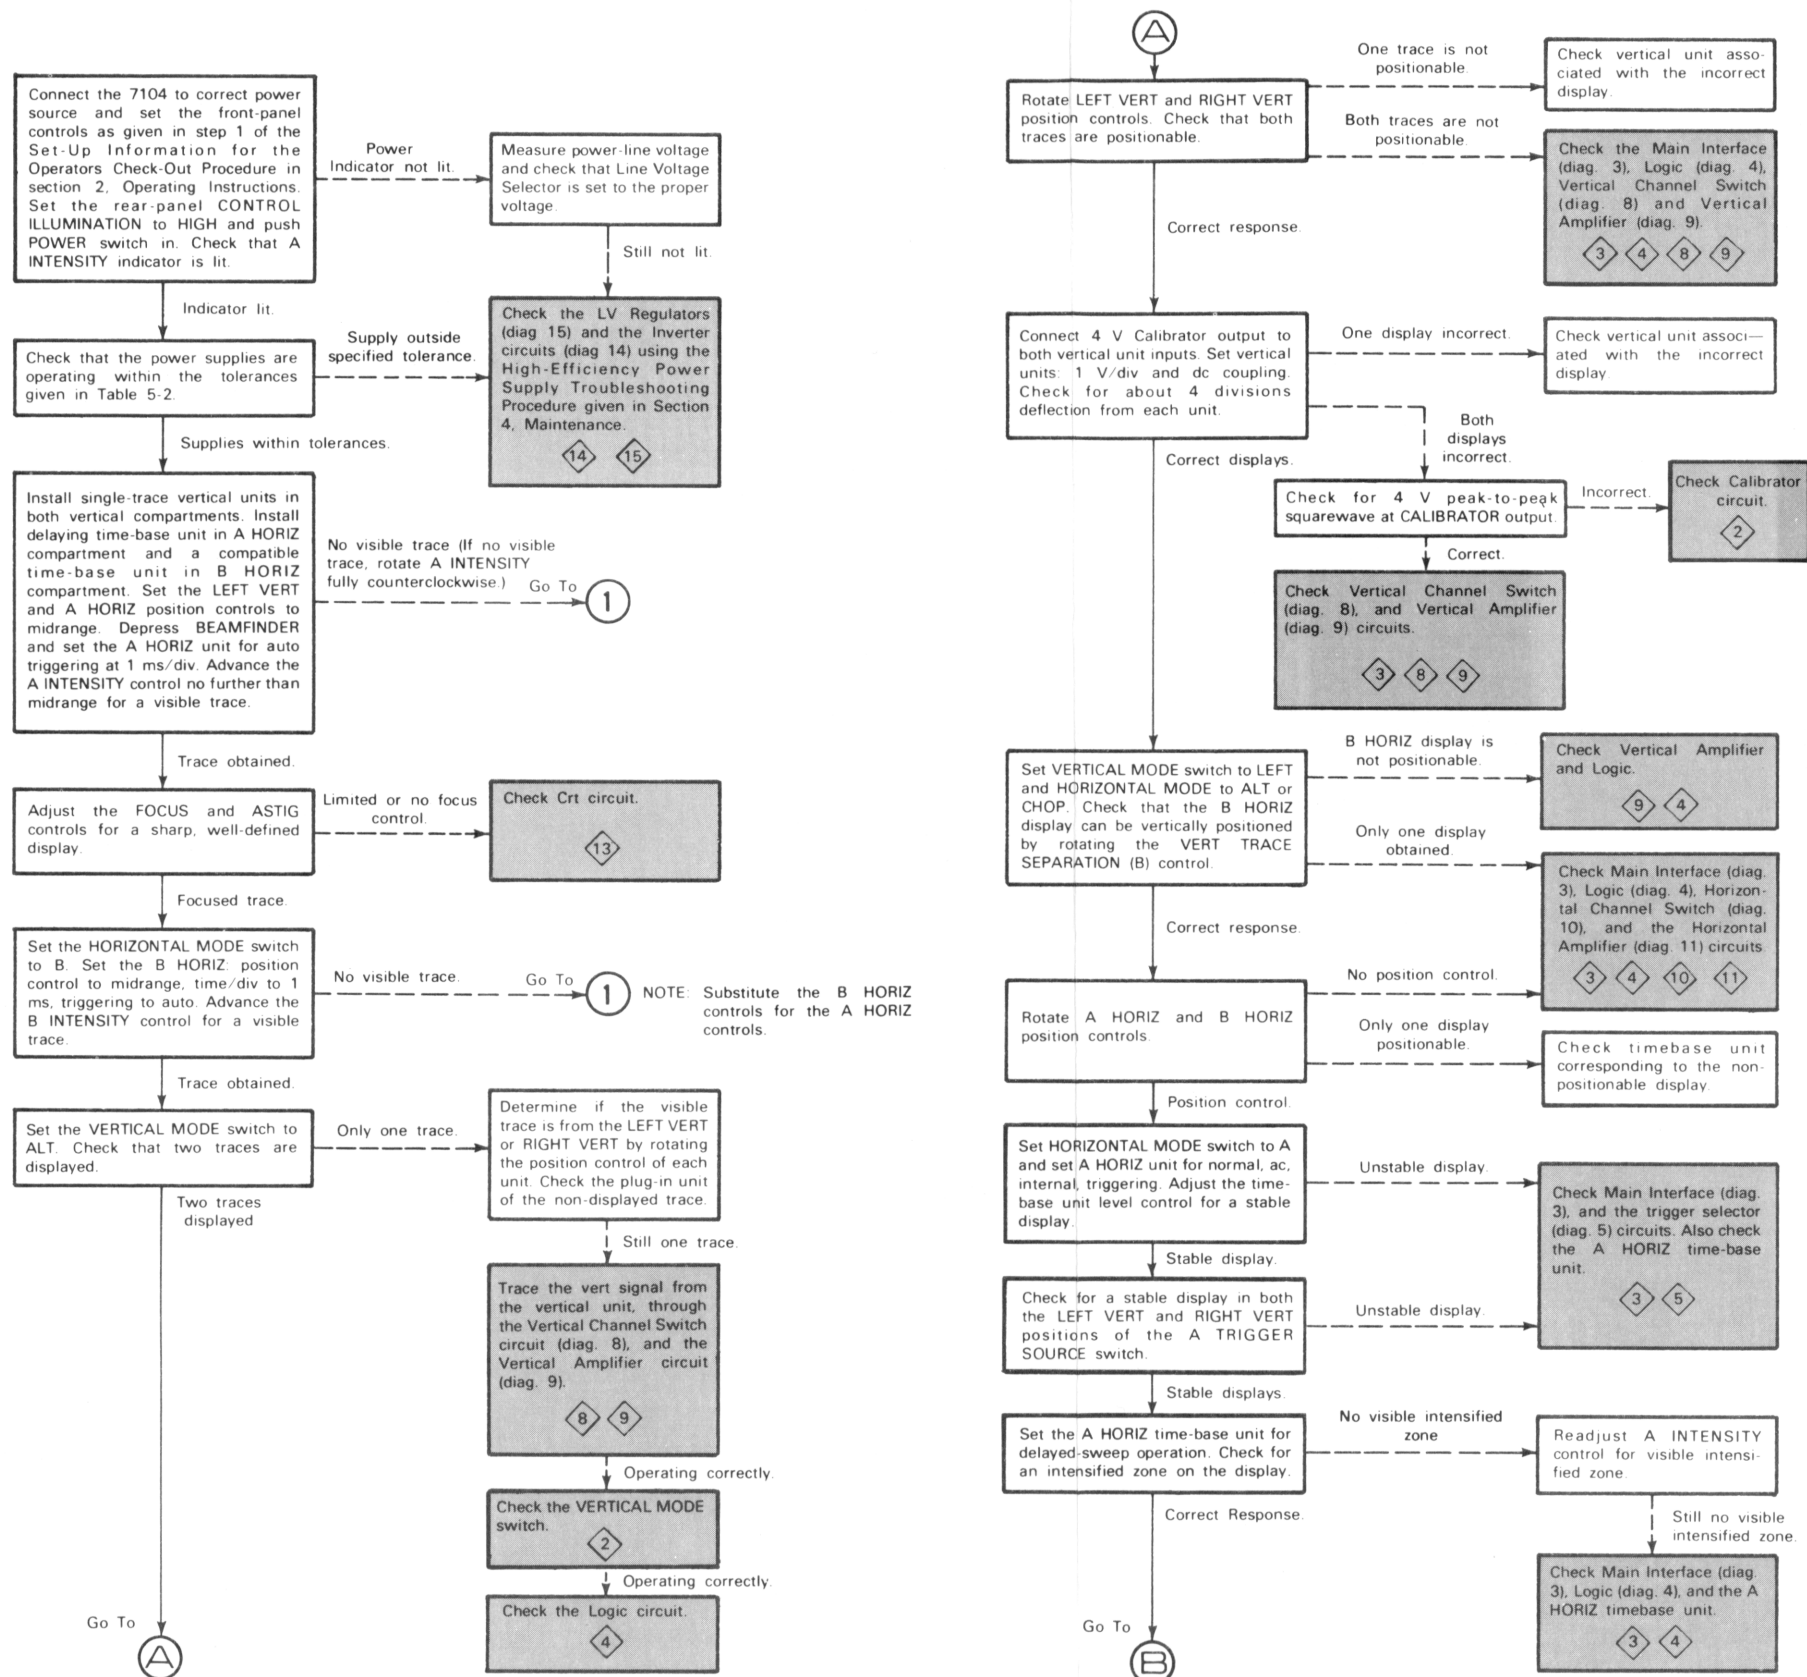 Connect the 7104 to correct power
source and set the front-panel
controls as given in step 1 of the
Set-Up Information for the
Operators Check-Out Procedure in
section 2, Operating Instructions.
Set the rear-panel CONTROL
ILLUMINATION to HIGH and push
POWER switch in. Check that A
INTENSITY indicator is lit.
Power
Indicator not lit.
Measure power-line voltage
and check that Line Voltage
Selector is set to the proper
voltage.
Still not lit.
Indicator lit.
Check that the power supplies are
operating within the tolerances
given in Table 5-2.
Supply outside
specified tolerance.
Check the LV Regulators
(diag 15) and the Inverter
circuits (diag 14) using the
High-Efficiency Power
Supply Troubleshooting
Procedure given in Section
4, Maintenance.
14 15
Supplies within tolerances.
Install single-trace vertical units in
both vertical compartments. Install
delaying time-base unit in A HORIZ
compartment and a compatible
time-base unit in B HORIZ
compartment. Set the LEFT VERT
and A HORIZ position controls to
midrange. Depress BEAMFINDER
and set the A HORIZ unit for auto
triggering at 1 ms/div. Advance the
A INTENSITY control no further than
midrange for a visible trace.
No visible trace (If no visible
trace, rotate A INTENSITY
fully counterclockwise.) Go To
1
Trace obtained.
Adjust the FOCUS and ASTIG
controls for a sharp, well-defined
display.
Limited or no focus
control.
Check Crt circuit.
13
Focused trace.
Set the HORIZONTAL MODE switch
to B. Set the B HORIZ: position
control to midrange, time/div to 1
ms, triggering to auto. Advance the
B INTENSITY control for a visible
trace.
No visible trace. Go To
1
NOTE: Substitute the B HORIZ
controls for the A HORIZ
controls.
Trace obtained.
Set the VERTICAL MODE switch to
ALT. Check that two traces are
displayed.
Only one trace.
Determine if the visible
trace is from the LEFT VERT
or RIGHT VERT by rotating
the position control of each
unit. Check the plug-in unit
of the non-displayed trace.
Still one trace.
Trace the vert signal from
the vertical unit, through
the Vertical Channel Switch
circuit (diag. 8), and the
Vertical Amplifier circuit
(diag. 9).
8 9
Operating correctly.
Check the VERTICAL MODE
switch.
2
Operating correctly.
Check the Logic circuit.
4
Two traces
displayed
Go To
A
A
Rotate LEFT VERT and RIGHT VERT
position controls. Check that both
traces are positionable.
One trace is not
positionable.
Check vertical unit asso-
ciated with the incorrect
display.
Both traces are not
positionable.
Check the Main Interface
(diag. 3), Logic (diag. 4),
Vertical Channel Switch
(diag. 8) and Vertical
Amplifier (diag. 9).
3 4 8 9
Correct response.
Connect 4 V Calibrator output to
both vertical unit inputs. Set vertical
units: 1 V/div and dc coupling.
Check for about 4 divisions
deflection from each unit.
One display incorrect.
Check vertical unit associ—
ated with the incorrect
display.
Both
displays
incorrect.
Check for 4 V peak-to-peak
squarewave at CALIBRATOR output.
Incorrect.
Check Calibrator
circuit.
2
Correct.
Check Vertical Channel Switch
(diag. 8), and Vertical Amplifier
(diag. 9) circuits.
3 8 9
Correct displays.
Set VERTICAL MODE switch to LEFT
and HORIZONTAL MODE to ALT or
CHOP. Check that the B HORIZ
display can be vertically positioned
by rotating the VERT TRACE
SEPARATION (B) control.
B HORIZ display is
not positionable.
Check Vertical Amplifier
and Logic.
9 4
Only one display
obtained.
Check Main Interface (diag.
3), Logic (diag. 4), Horizon-
tal Channel Switch (diag.
10), and the Horizontal
Amplifier (diag. 11) circuits.
3 4 10 11
Correct response.
Rotate A HORIZ and B HORIZ
position controls.
No position control.
Only one display
positionable.
Check timebase unit
corresponding to the non-
positionable display.
Position control.
Set HORIZONTAL MODE switch to A
and set A HORIZ unit for normal, ac,
internal, triggering. Adjust the time-
base unit level control for a stable
display.
Unstable display.
Check Main Interface (diag.
3), and the trigger selector
(diag. 5) circuits. Also check
the A HORIZ time-base
unit.
3 5
Stable display.
Check for a stable display in both
the LEFT VERT and RIGHT VERT
positions of the A TRIGGER
SOURCE switch.
Unstable display.
Stable displays.
Set the A HORIZ time-base unit for
delayed-sweep operation. Check for
an intensified zone on the display.
No visible intensified
zone
Readjust A INTENSITY
control for visible intensi-
fied zone.
Still no visible
intensified zone.
Check Main Interface (diag.
3), Logic (diag. 4), and the A
HORIZ timebase unit.
3 4
Correct Response.
Go To
B